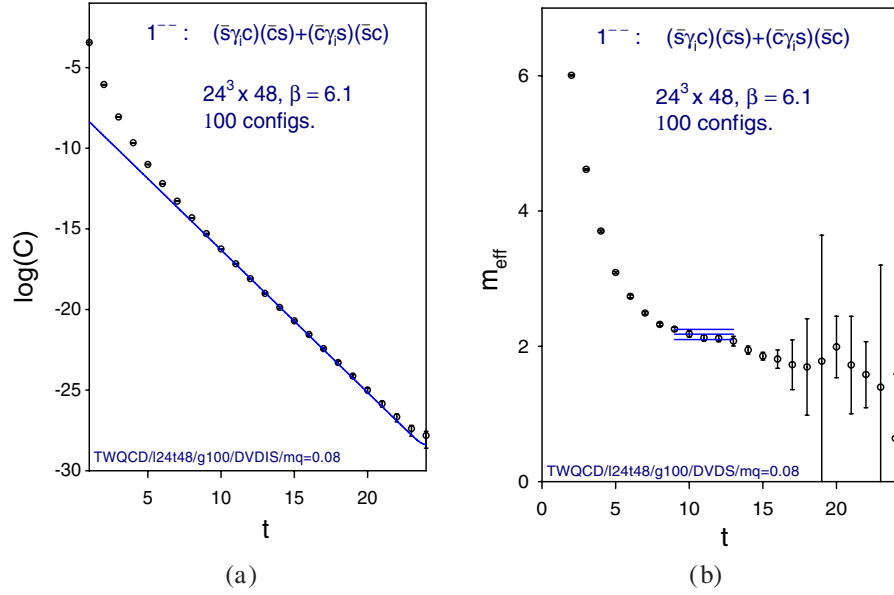 1⁻⁻ : (s̄γᵢc)(c̄s)+(c̄γᵢs)(s̄c)
24³ x 48, β = 6.1
100 configs.
log(C)
-5
-10
-15
-20
-25
-30
TWQCD/l24t48/g100/DVDIS/mq=0.08
5 10 15 20
t
(a)
1⁻⁻ : (s̄γᵢc)(c̄s)+(c̄γᵢs)(s̄c)
24³ x 48, β = 6.1
100 configs.
m_eff
6
4
2
0
TWQCD/l24t48/g100/DVDS/mq=0.08
0 5 10 15 20
t
(b)